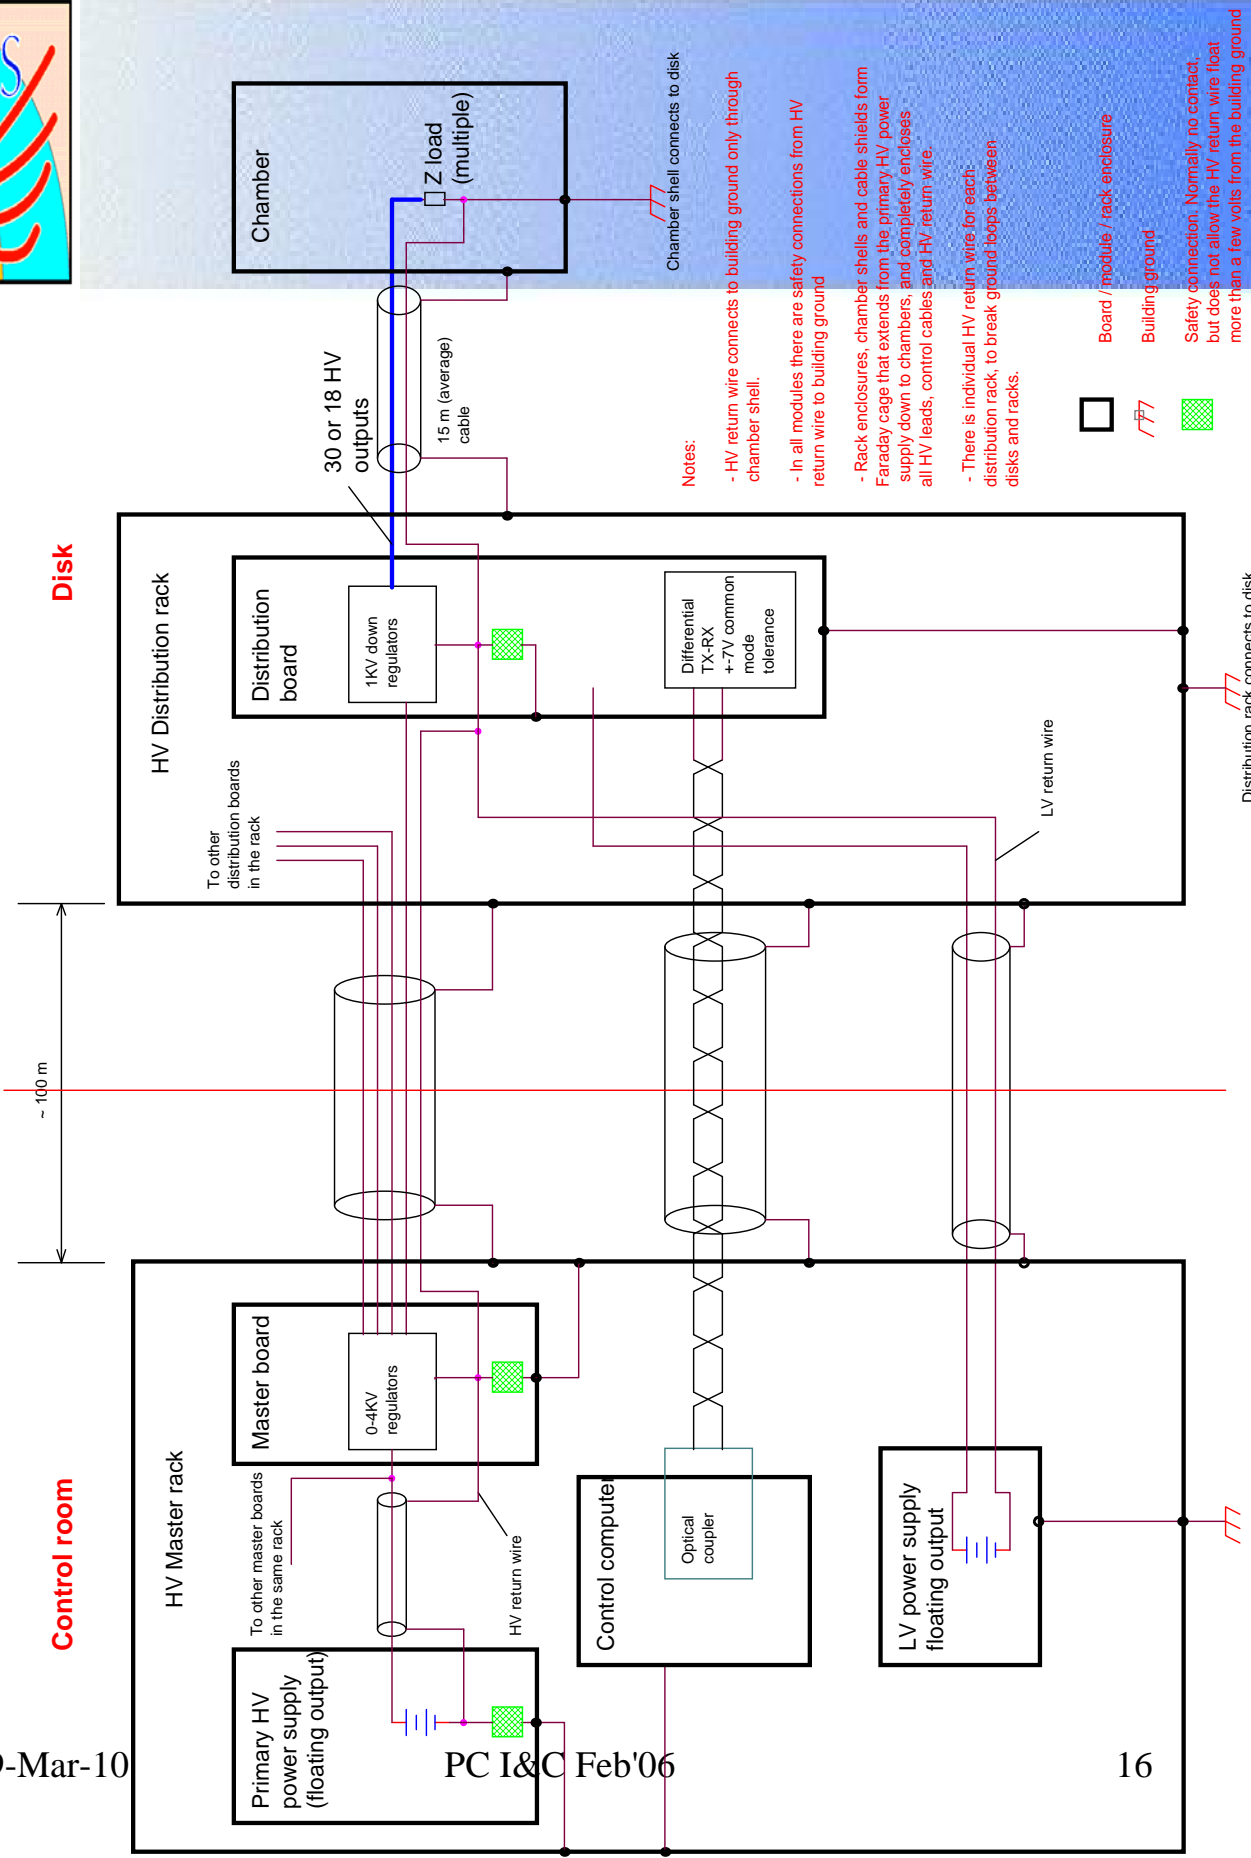 S
Control room
Disk
~ 100 m
HV Master rack
Primary HV
power supply
(floating output)
To other master boards
in the same rack
HV return wire
Master board
0-4KV
regulators
Control computer
Optical
coupler
LV power supply
floating output
HV Distribution rack
To other
distribution boards
in the rack
Distribution
board
1KV down
regulators
Differential
TX-RX
+-7V common
mode
tolerance
LV return wire
Distribution rack connects to disk
30 or 18 HV
outputs
15 m (average)
cable
Chamber
Z load
(multiple)
Chamber shell connects to disk
Notes:
- HV return wire connects to building ground only through
chamber shell.
- In all modules there are safety connections from HV
return wire to building ground
- Rack enclosures, chamber shells and cable shields form
Faraday cage that extends from the primary HV power
supply down to chambers, and completely encloses
all HV leads, control cables and HV return wire.
- There is individual HV return wire for each
distribution rack, to break ground loops between
disks and racks.
Board / module / rack enclosure
Building ground
Safety connection. Normally no contact,
but does not allow the HV return wire float
more than a few volts from the building ground
9-Mar-10
PC I&C Feb'06
16